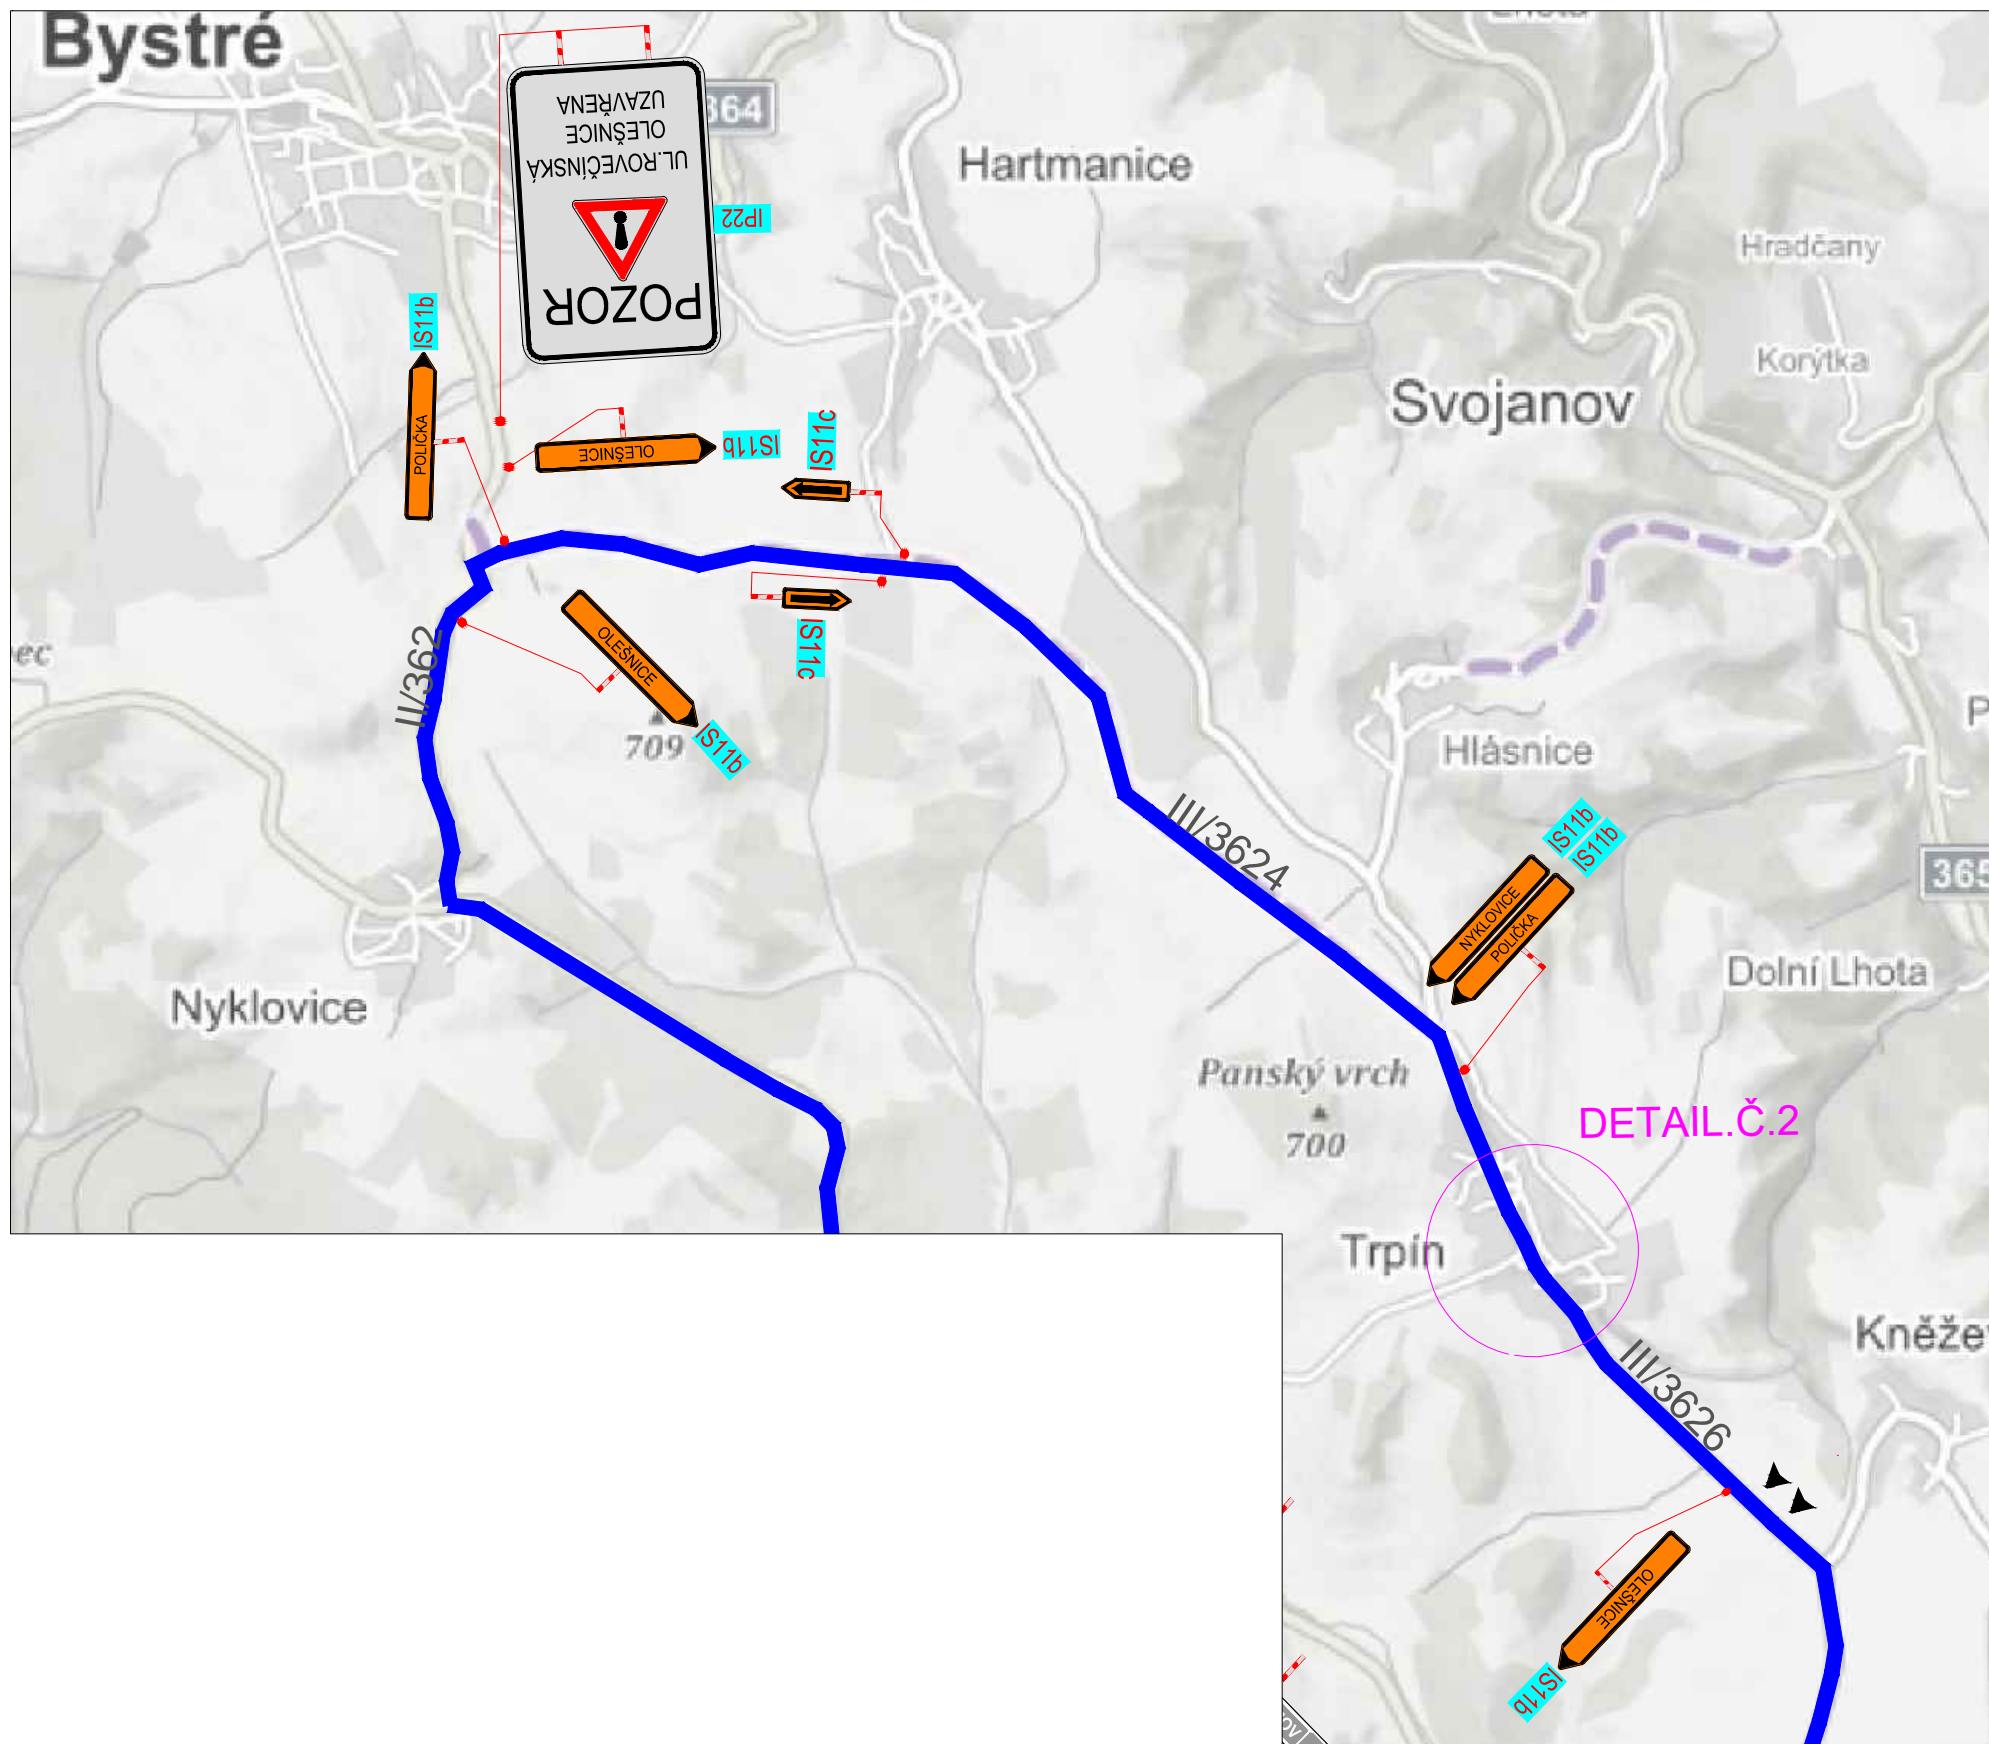 Bystré
364
UZAVŘENA
OLEŠNICE
UL.ROVEČÍNSKÁ
POZOR
IP22
Hartmanice
Hradčany
Korýtka
Svojanov
IS11b
POLIČKA
OLEŠNICE
IS11b
IS11c
IS11c
OLEŠNICE
IS11b
II/362
709
Hlásnice
III/3624
IS11b
IS11b
NYKLOVICE
POLIČKA
365
Dolní Lhota
Nyklovice
Panský vrch
700
DETAIL.Č.2
Trpín
Kněže
III/3626
OLEŠNICE
IS11b